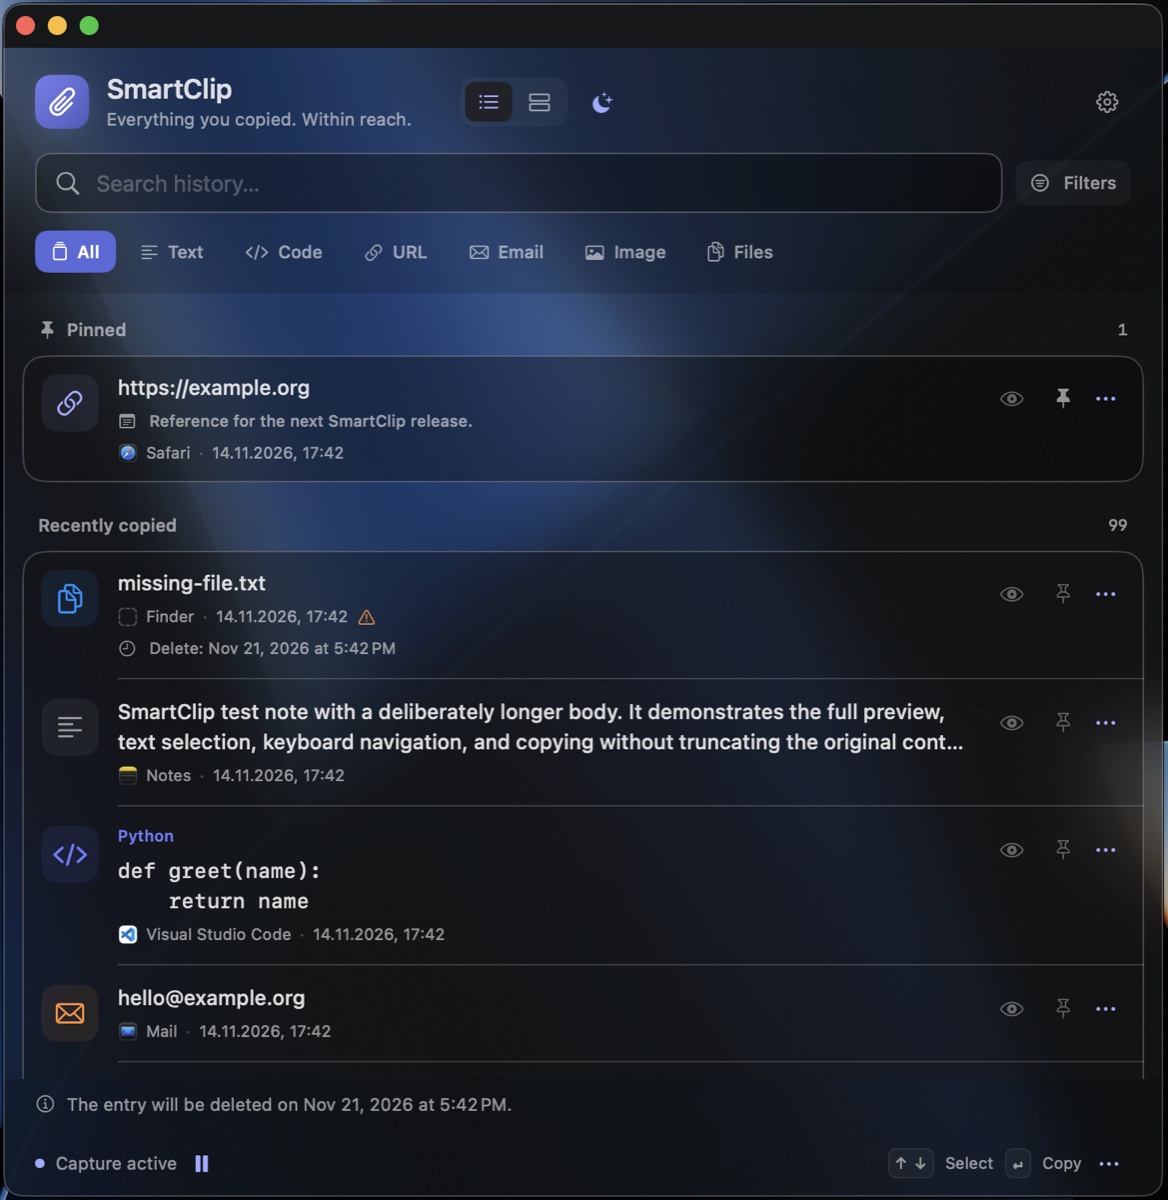 SmartClip
Everything you copied. Within reach.
Search history...
Filters
All
Text
Code
URL
Email
Image
Files
Pinned
1
https://example.org
Reference for the next SmartClip release.
Safari · 14.11.2026, 17:42
Recently copied
99
missing-file.txt
Finder · 14.11.2026, 17:42
Delete: Nov 21, 2026 at 5:42 PM
SmartClip test note with a deliberately longer body. It demonstrates the full preview,
text selection, keyboard navigation, and copying without truncating the original cont...
Notes · 14.11.2026, 17:42
Python
def greet(name):
    return name
Visual Studio Code · 14.11.2026, 17:42
hello@example.org
Mail · 14.11.2026, 17:42
The entry will be deleted on Nov 21, 2026 at 5:42 PM.
Capture active
Select
Copy